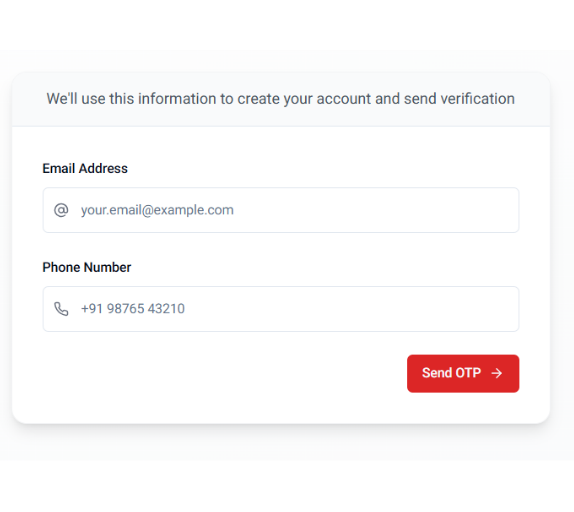 We'll use this information to create your account and send verification
Email Address
your.email@example.com
Phone Number
+91 98765 43210
Send OTP →